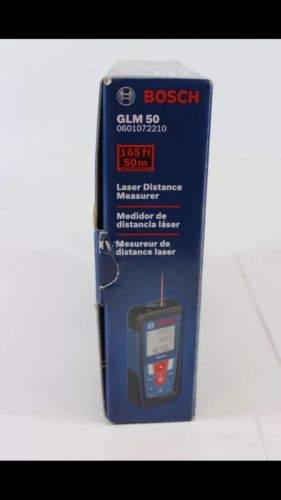 BOSCH
GLM 50
0601072210
165 ft
50 m
Laser Distance
Measurer
Medidor de
distancia láser
Mesureur de
distance laser